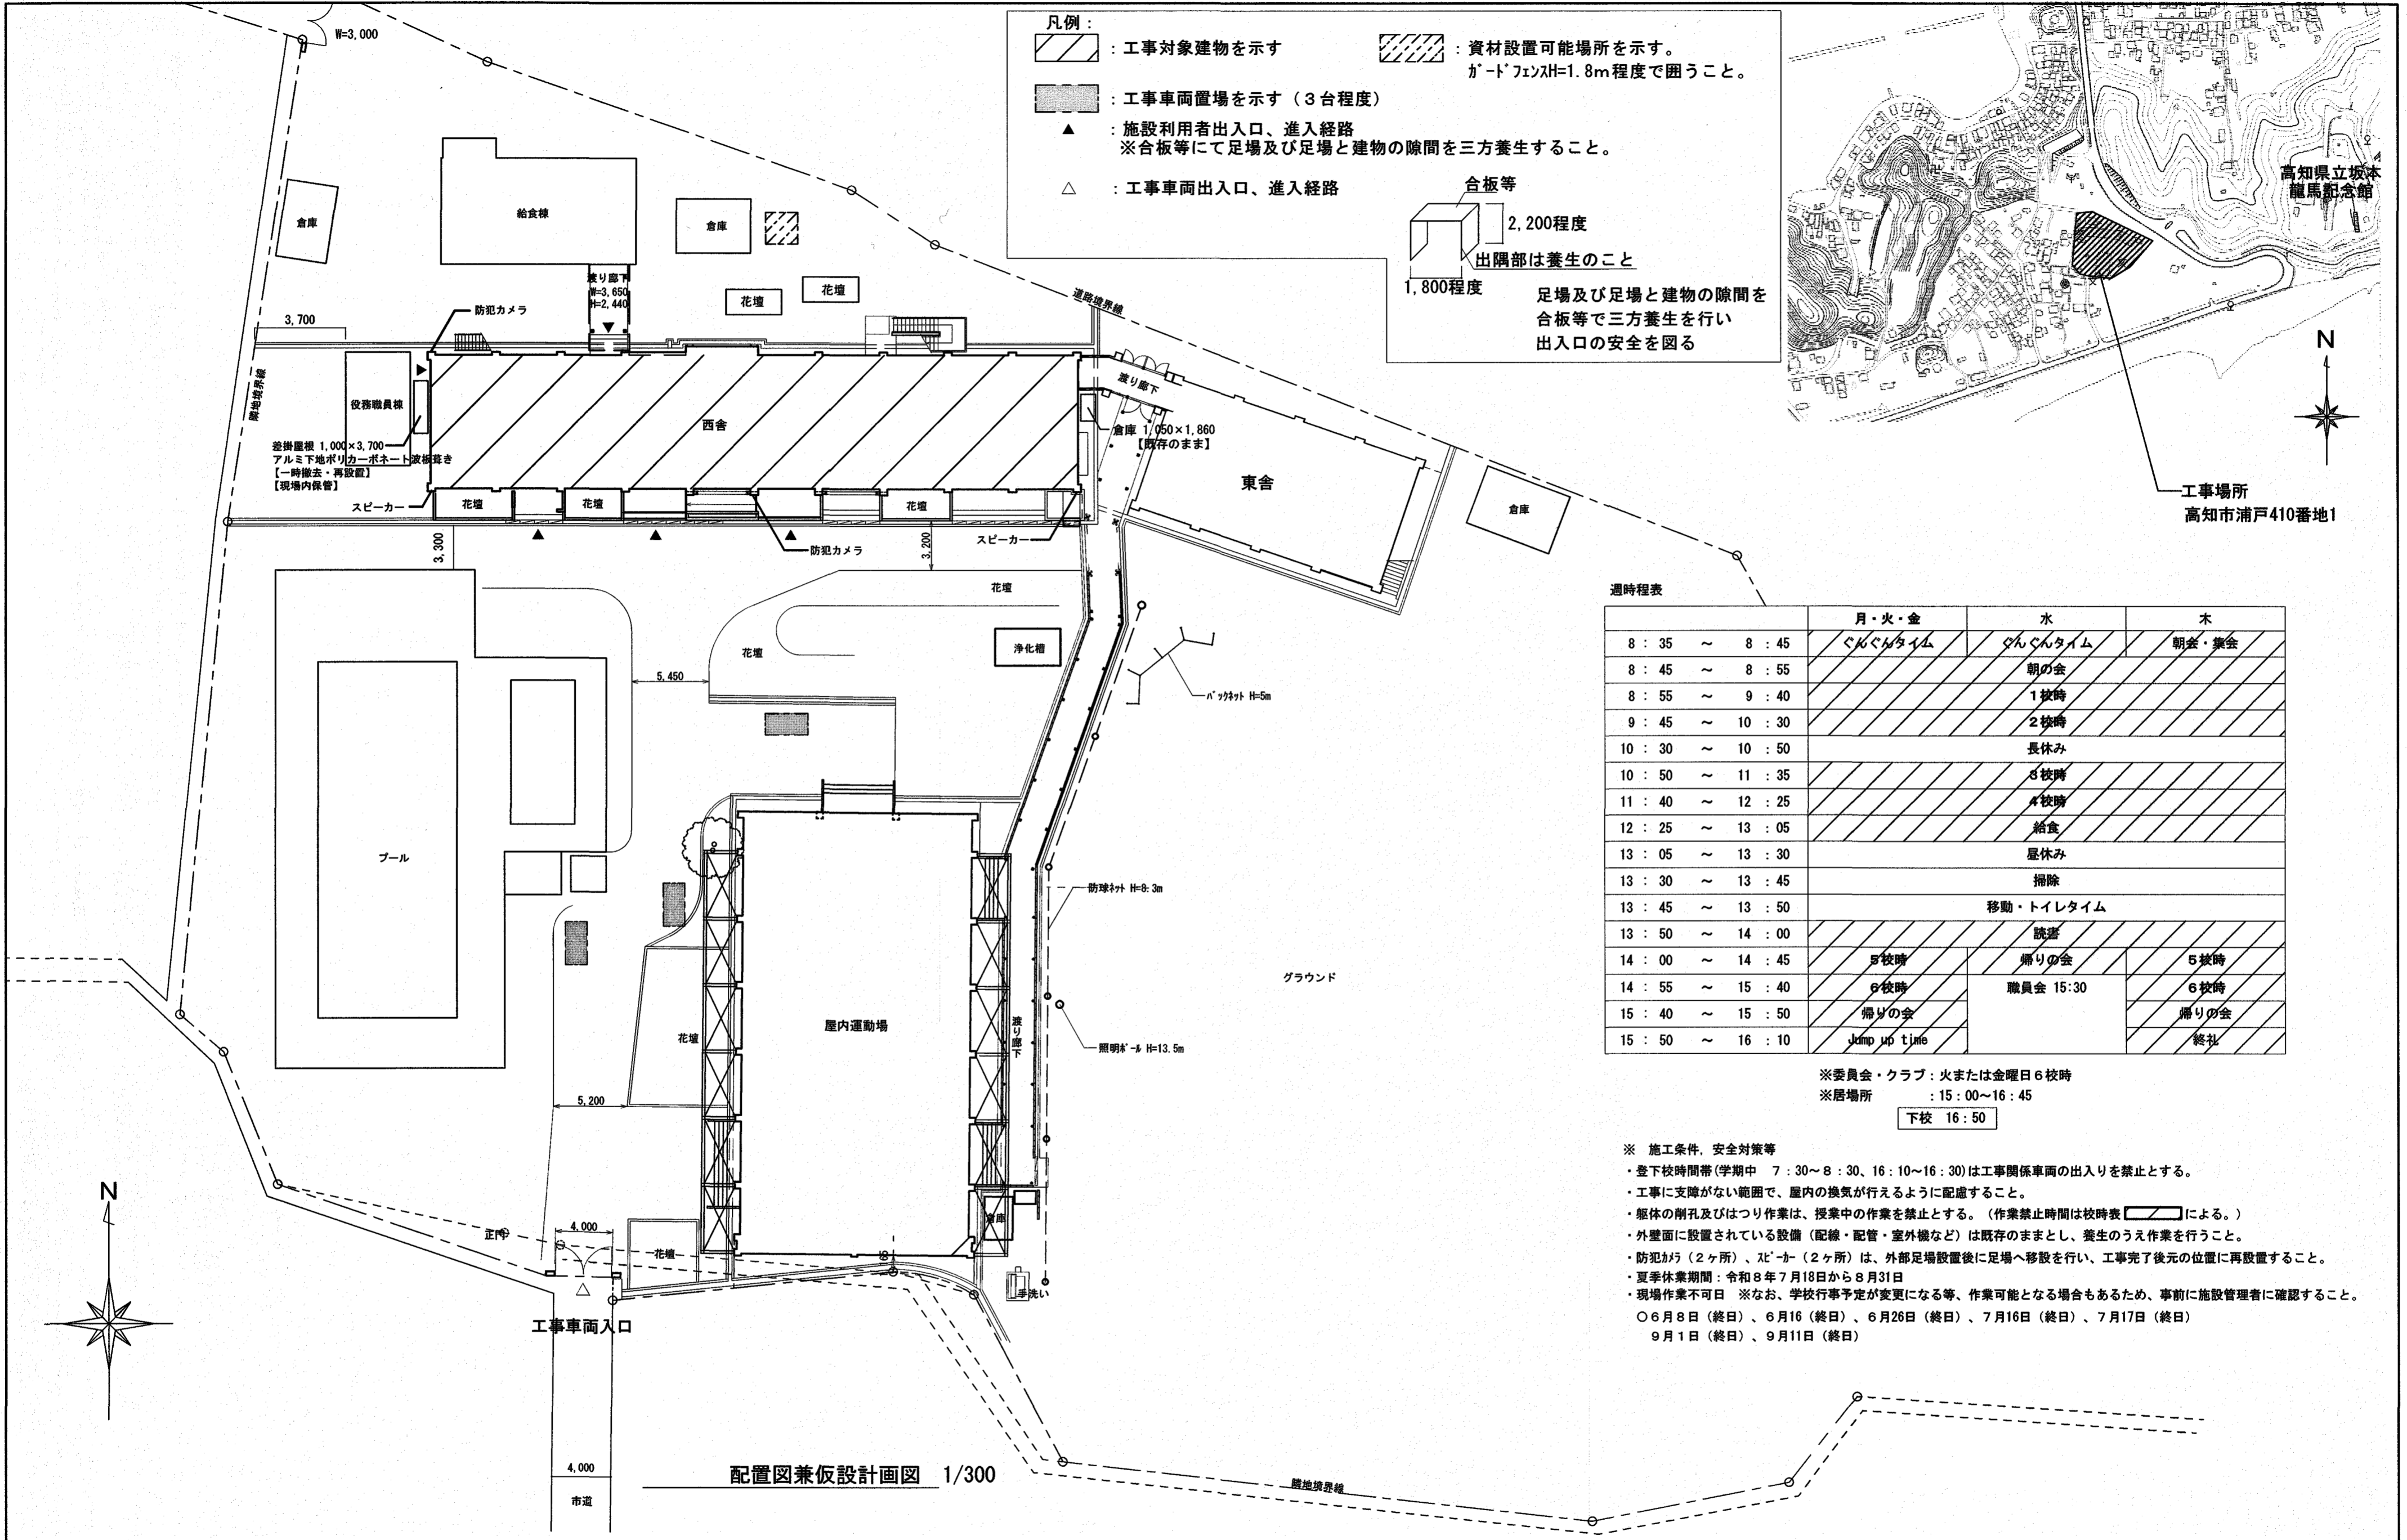 凡例：
：工事対象建物を示す
：資材設置可能場所を示す。
ｶﾞｰﾄﾞﾌｪﾝｽH=1.8m程度で囲うこと。
：工事車両置場を示す（３台程度）
▲ ：施設利用者出入口、進入経路
※合板等にて足場及び足場と建物の隙間を三方養生すること。
△ ：工事車両出入口、進入経路
合板等
2,200程度
出隅部は養生のこと
1,800程度
足場及び足場と建物の隙間を
合板等で三方養生を行い
出入口の安全を図る
高知県立坂本
龍馬記念館
N
工事場所
高知市浦戸410番地1
W=3,000
倉庫
給食棟
倉庫
渡り廊下
W=3,650
H=2,440
花壇
花壇
道路境界線
防犯カメラ
3,700
隣地境界線
役務職員棟
西舎
渡り廊下
倉庫 1,050×1,860
【既存のまま】
差掛屋根 1,000×3,700
アルミ下地ポリカーボネート波板葺き
【一時撤去・再設置】
【現場内保管】
スピーカー
花壇
花壇
花壇
東舎
倉庫
3,300
防犯カメラ
3,200
スピーカー
花壇
花壇
浄化槽
5,450
ﾊﾞｯｸﾈｯﾄ H=5m
プール
防球ﾈｯﾄ H=8.3m
グラウンド
屋内運動場
渡り廊下
花壇
照明ﾎﾟｰﾙ H=13.5m
5,200
倉庫
正門
4,000
花壇
手洗い
工事車両入口
N
4,000
市道
配置図兼仮設計画図 1/300
隣地境界線
週時程表
月・火・金 水 木
8：35 ～ 8：45 ぐんぐんタイム ぐんぐんタイム 朝会・集会
8：45 ～ 8：55 朝の会
8：55 ～ 9：40 1校時
9：45 ～ 10：30 2校時
10：30 ～ 10：50 長休み
10：50 ～ 11：35 3校時
11：40 ～ 12：25 4校時
12：25 ～ 13：05 給食
13：05 ～ 13：30 昼休み
13：30 ～ 13：45 掃除
13：45 ～ 13：50 移動・トイレタイム
13：50 ～ 14：00 読書
14：00 ～ 14：45 5校時 帰りの会 5校時
14：55 ～ 15：40 6校時 職員会 15:30 6校時
15：40 ～ 15：50 帰りの会 帰りの会
15：50 ～ 16：10 Jump up time 終礼
※委員会・クラブ：火または金曜日６校時
※居場所 ：15：00～16：45
下校 16：50
※ 施工条件、安全対策等
・登下校時間帯(学期中 ７：30～８：30、16：10～16：30)は工事関係車両の出入りを禁止とする。
・工事に支障がない範囲で、屋内の換気が行えるように配慮すること。
・躯体の削孔及びはつり作業は、授業中の作業を禁止とする。（作業禁止時間は校時表 による。）
・外壁面に設置されている設備（配線・配管・室外機など）は既存のままとし、養生のうえ作業を行うこと。
・防犯ｶﾒﾗ（２ヶ所）、ｽﾋﾟｰｶｰ（２ヶ所）は、外部足場設置後に足場へ移設を行い、工事完了後元の位置に再設置すること。
・夏季休業期間：令和８年７月18日から８月31日
・現場作業不可日 ※なお、学校行事予定が変更になる等、作業可能となる場合もあるため、事前に施設管理者に確認すること。
○６月８日（終日）、６月16（終日）、６月26日（終日）、７月16日（終日）、７月17日（終日）
９月１日（終日）、９月11日（終日）